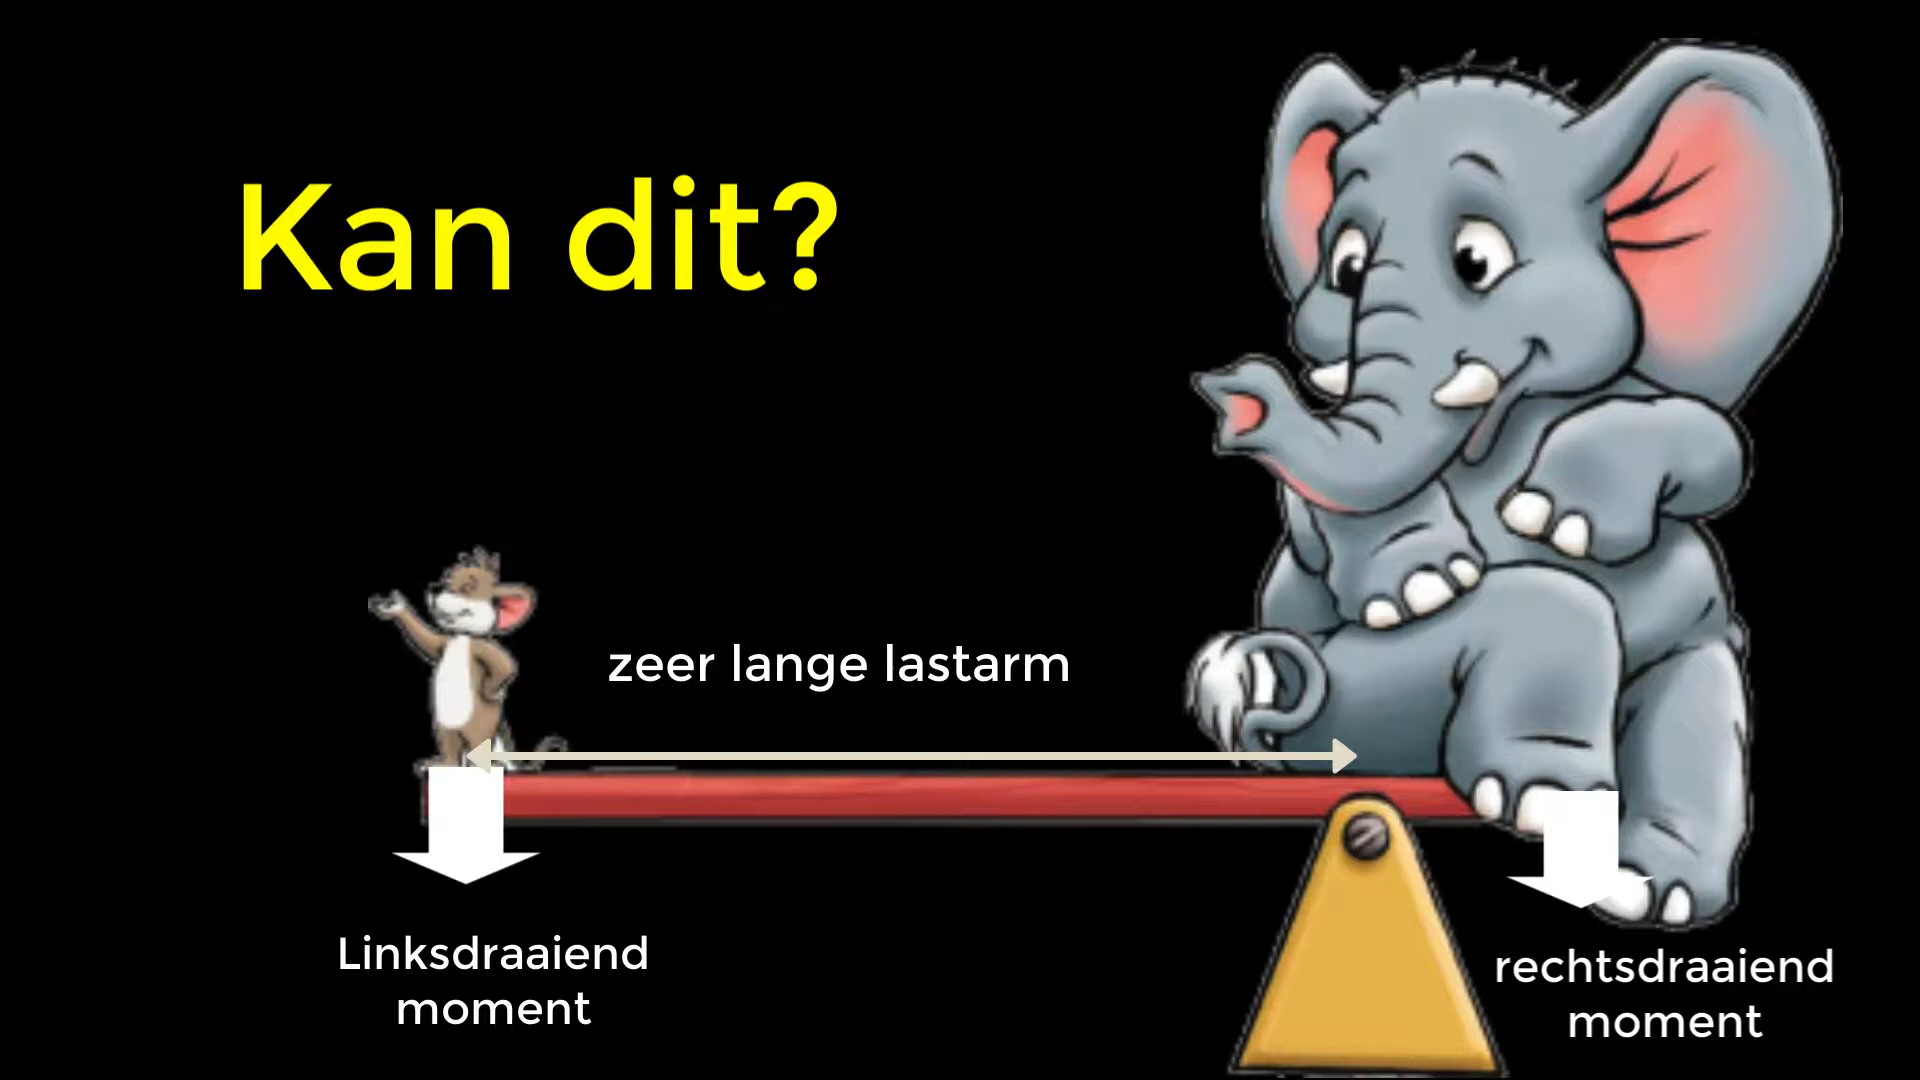 Kan dit?
zeer lange lastarm
Linksdraaiend
moment
rechtsdraaiend
moment